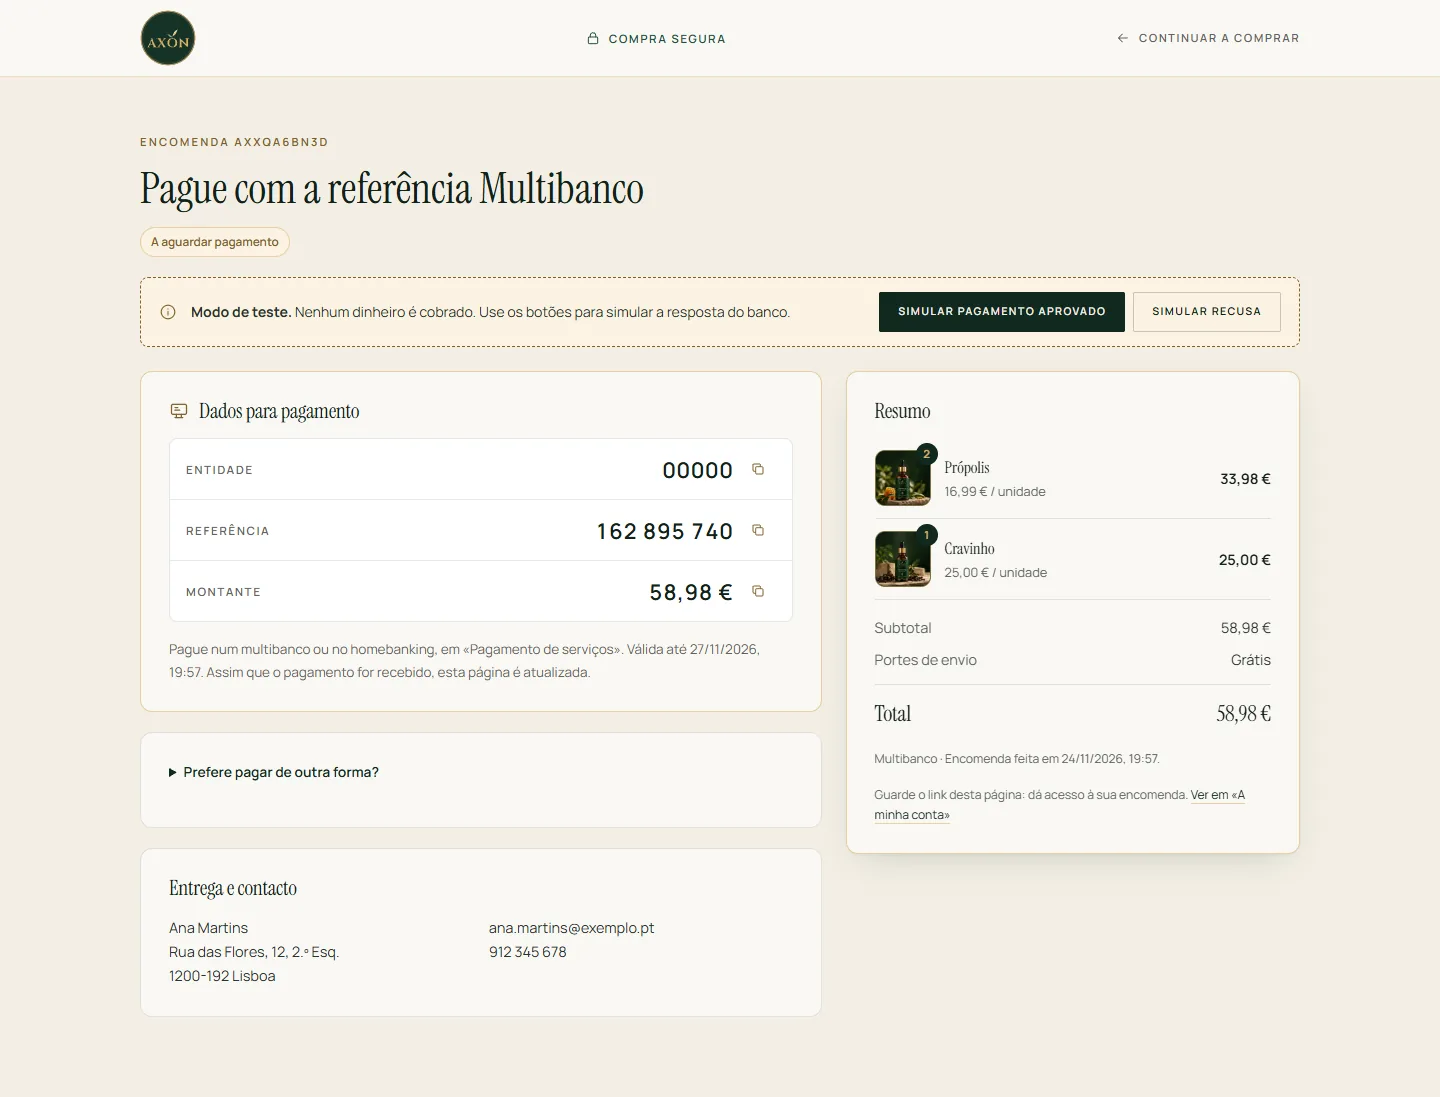 AXÓN
COMPRA SEGURA
← CONTINUAR A COMPRAR
ENCOMENDA AXXQA6BN3D
Pague com a referência Multibanco
A aguardar pagamento
Modo de teste. Nenhum dinheiro é cobrado. Use os botões para simular a resposta do banco.
SIMULAR PAGAMENTO APROVADO
SIMULAR RECUSA
Dados para pagamento
ENTIDADE 00000
REFERÊNCIA 162 895 740
MONTANTE 58,98 €
Pague num multibanco ou no homebanking, em «Pagamento de serviços». Válida até 27/11/2026,
19:57. Assim que o pagamento for recebido, esta página é atualizada.
Prefere pagar de outra forma?
Entrega e contacto
Ana Martins
Rua das Flores, 12, 2.º Esq.
1200-192 Lisboa
ana.martins@exemplo.pt
912 345 678
Resumo
2
Própolis
16,99 € / unidade
33,98 €
1
Cravinho
25,00 € / unidade
25,00 €
Subtotal 58,98 €
Portes de envio Grátis
Total 58,98 €
Multibanco · Encomenda feita em 24/11/2026, 19:57.
Guarde o link desta página: dá acesso à sua encomenda. Ver em «A
minha conta»